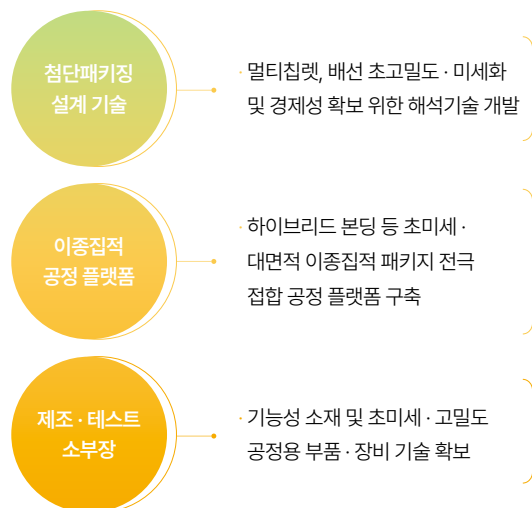 첨단패키징
설계 기술
· 멀티칩렛, 배선 초고밀도 · 미세화
및 경제성 확보 위한 해석기술 개발
이종집적
공정 플랫폼
· 하이브리드 본딩 등 초미세 ·
대면적 이종집적 패키지 전극
접합 공정 플랫폼 구축
제조 · 테스트
소부장
· 기능성 소재 및 초미세 · 고밀도
공정용 부품 · 장비 기술 확보